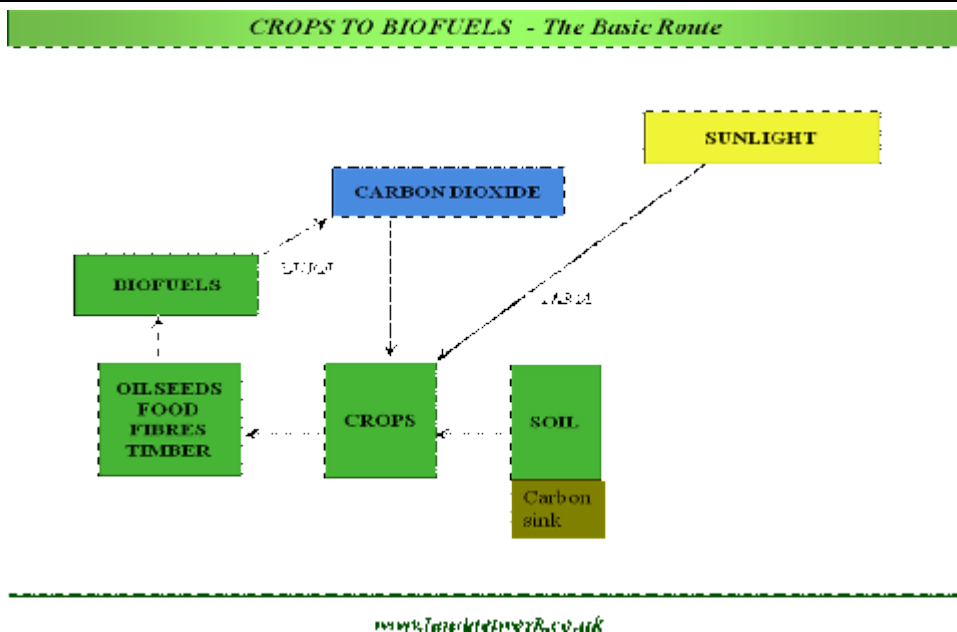 CROPS TO BIOFUELS - The Basic Route
SUNLIGHT
CARBON DIOXIDE
BIOFUELS
OILSEEDS
FOOD
FIBRES
TIMBER
CROPS
SOIL
Carbon
sink